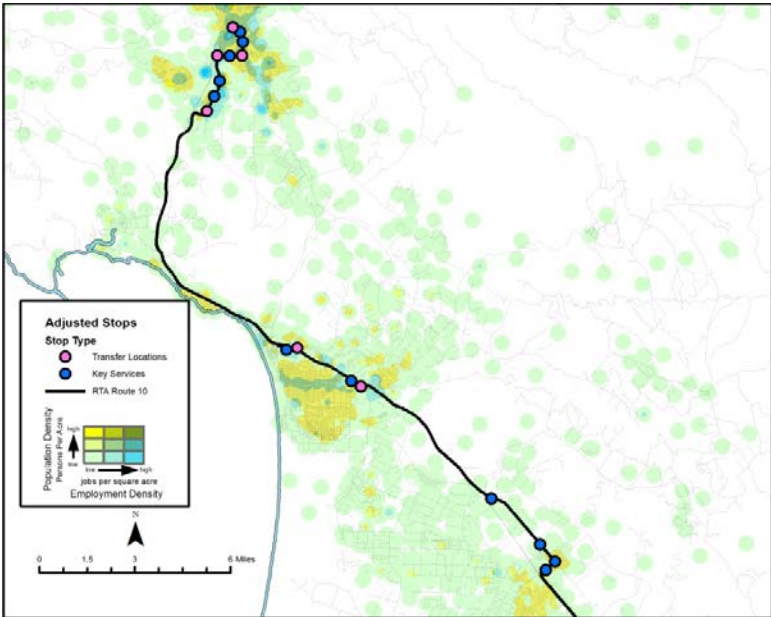 Adjusted Stops
Stop Type
Transfer Locations
Key Services
RTA Route 10
Population Density
Persons Per Acre
high
low
low
high
jobs per square acre
Employment Density
N
0 1.5 3 6 Miles